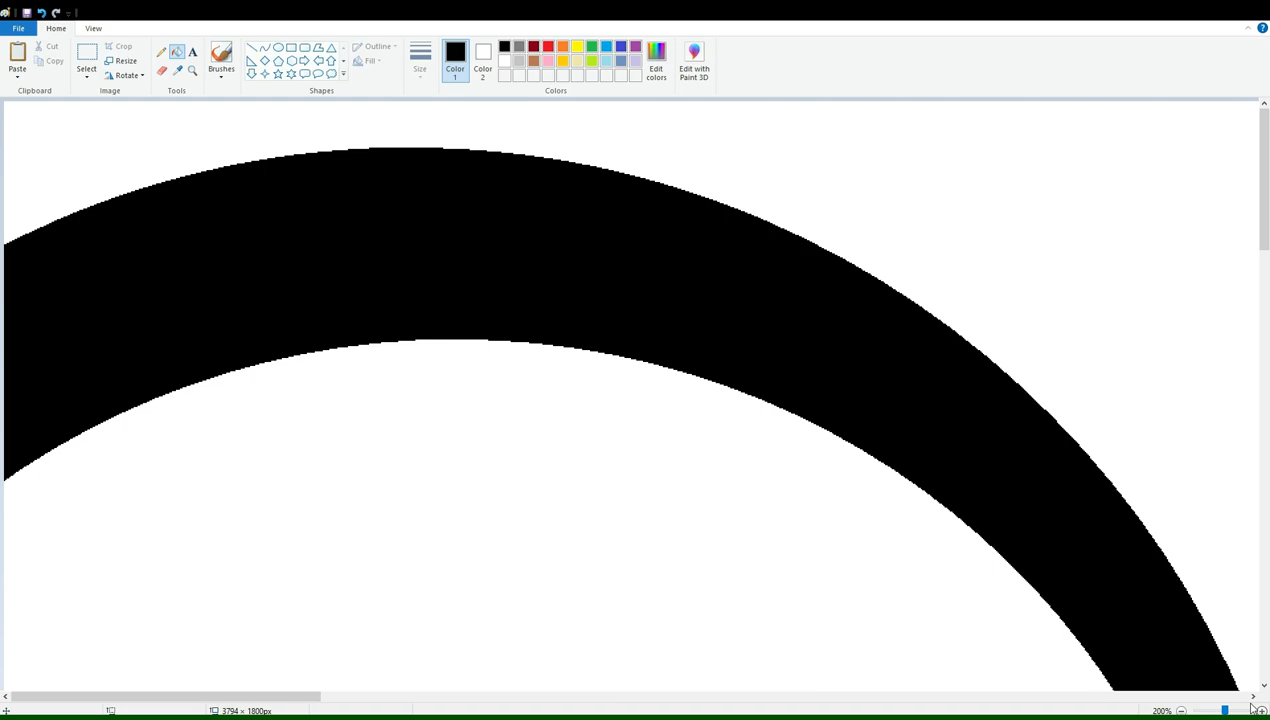 File Home View
Paste
Cut
Copy
Clipboard
Select
Crop
Resize
Rotate
Image
A
Tools
Brushes
Shapes
Outline
Fill
Size
Color
1
Color
2
Edit
colors
Colors
Edit with
Paint 3D
3794 × 1800px
200%